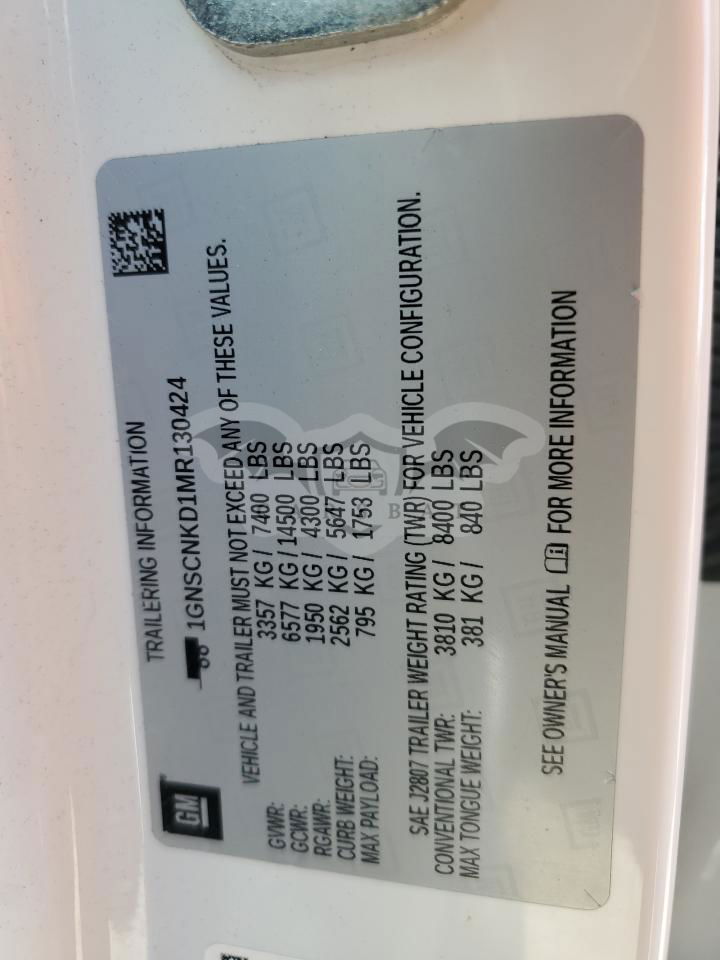 TRAILERING INFORMATION
1GNSCNKD1MR130424
GM
VEHICLE AND TRAILER MUST NOT EXCEED ANY OF THESE VALUES.
GVWR: 3357 KG / 7400 LBS
GCWR: 6577 KG / 14500 LBS
RGAWR: 1950 KG / 4300 LBS
CURB WEIGHT: 2562 KG / 5647 LBS
MAX PAYLOAD: 795 KG / 1753 LBS
SAE J2807 TRAILER WEIGHT RATING (TWR) FOR VEHICLE CONFIGURATION.
CONVENTIONAL TWR: 3810 KG / 8400 LBS
MAX TONGUE WEIGHT: 381 KG / 840 LBS
SEE OWNER'S MANUAL FOR MORE INFORMATION